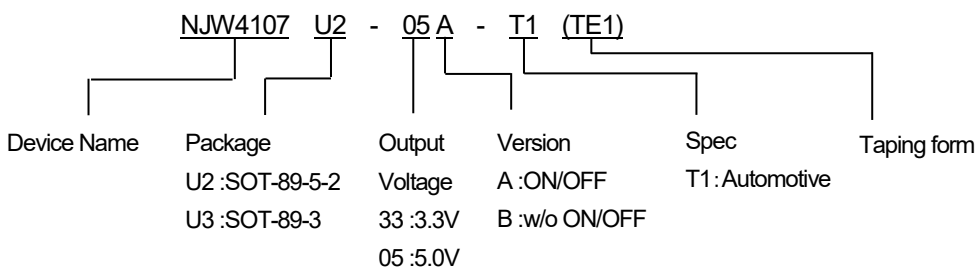 NJW4107 U2 - 05 A - T1 (TE1)
Device Name
Package
U2 :SOT-89-5-2
U3 :SOT-89-3
Output
Voltage
33 :3.3V
05 :5.0V
Version
A :ON/OFF
B :w/o ON/OFF
Spec
T1:Automotive
Taping form